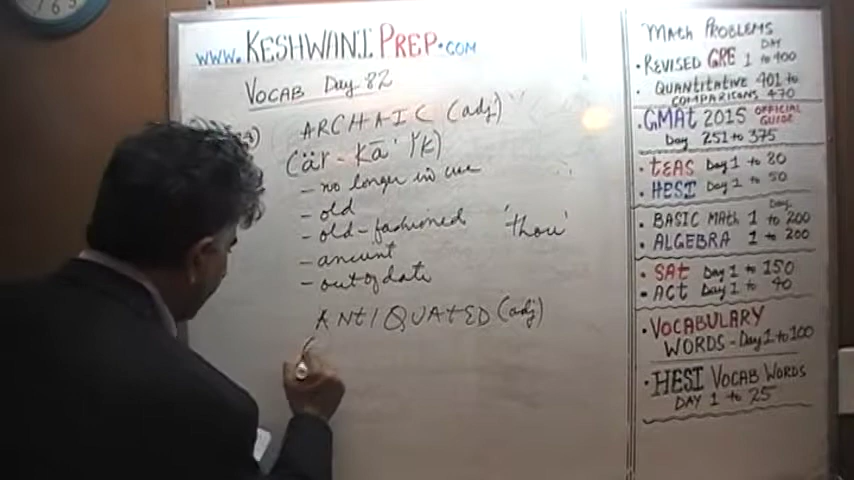 WWW.KESHWANIPREP.COM
VOCAB Day 82
ARCHAIC (adj)
(är-kā' ĭk)
- no longer in use
- old
- old-fashioned 'thou'
- ancient
- out of date
ANTIQUATED (adj)
MATH PROBLEMS
• REVISED GRE DAY 1 to 400
• QUANTITATIVE 401 to
COMPARISONS 470
• GMAT 2015 OFFICIAL GUIDE
Day 251 to 375
• TEAS Day 1 to 80
• HESI Day 1 to 50
• BASIC MATH Day 1 to 200
• ALGEBRA 1 to 200
• SAT Day 1 to 150
• ACT Day 1 to 40
• VOCABULARY
WORDS - Day 1 to 100
• HESI VOCAB WORDS
DAY 1 to 25